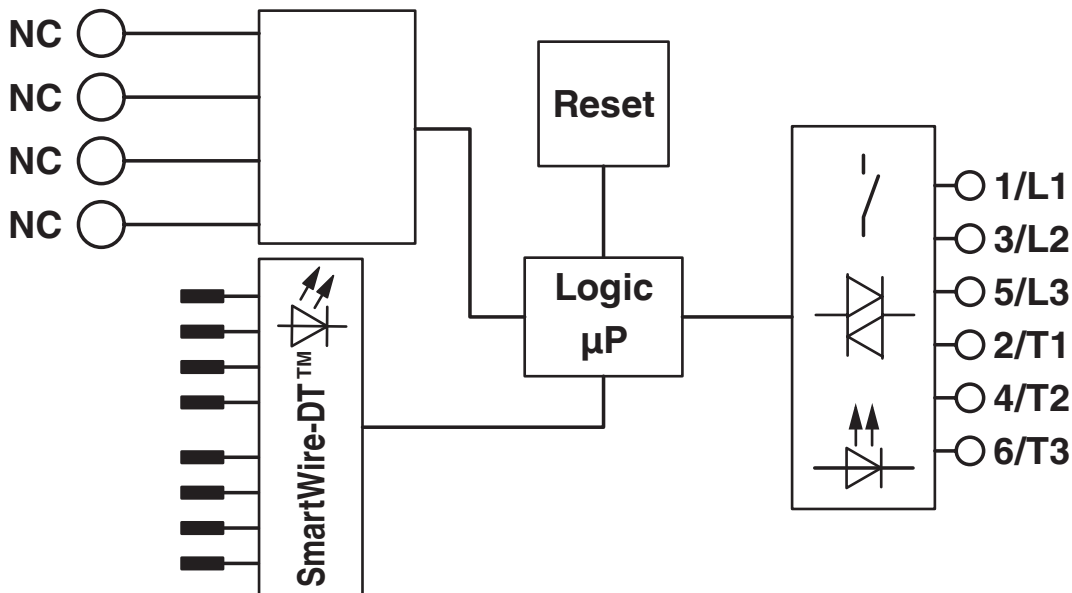 NC
NC
NC
NC
Reset
Logic
µP
SmartWire-DT™
1/L1
3/L2
5/L3
2/T1
4/T2
6/T3